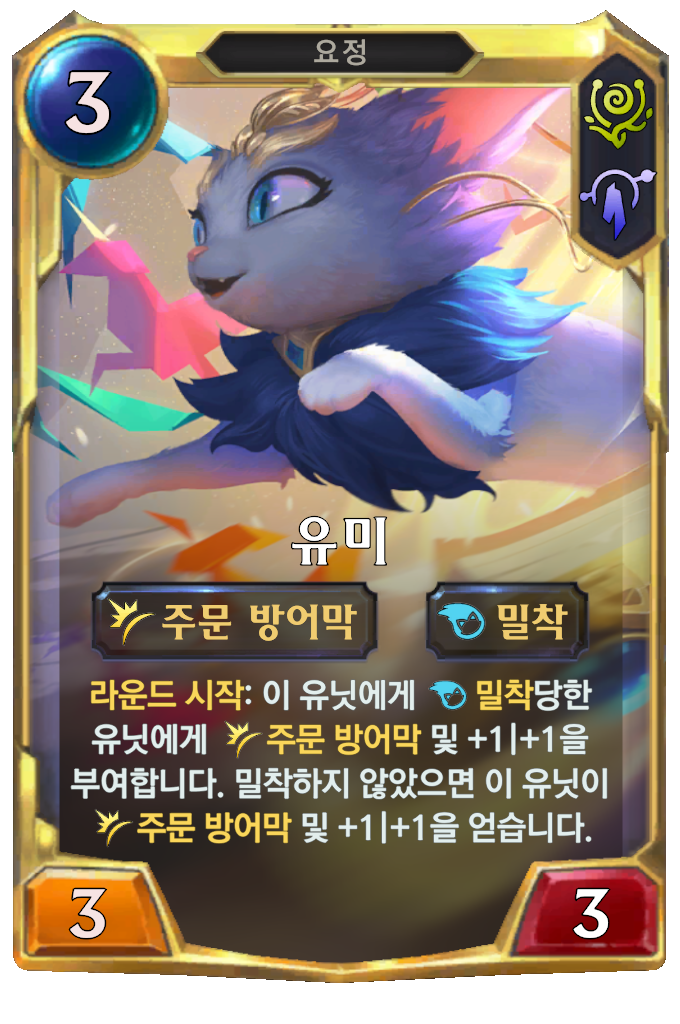 요정
3
유미
주문 방어막 밀착
라운드 시작: 이 유닛에게 밀착당한
유닛에게 주문 방어막 및 +1|+1을
부여합니다. 밀착하지 않았으면 이 유닛이
주문 방어막 및 +1|+1을 얻습니다.
3 3